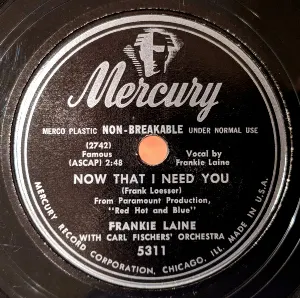 Mercury
MERCO PLASTIC NON-BREAKABLE UNDER NORMAL USE
(2742)
Famous
(ASCAP) 2:48
Vocal by
Frankie Laine
NOW THAT I NEED YOU
(Frank Loesser)
From Paramount Production,
"Red Hot and Blue"
FRANKIE LAINE
WITH CARL FISCHERS' ORCHESTRA
5311
MERCURY RECORD CORPORATION, CHICAGO, ILL. MADE IN U.S.A.